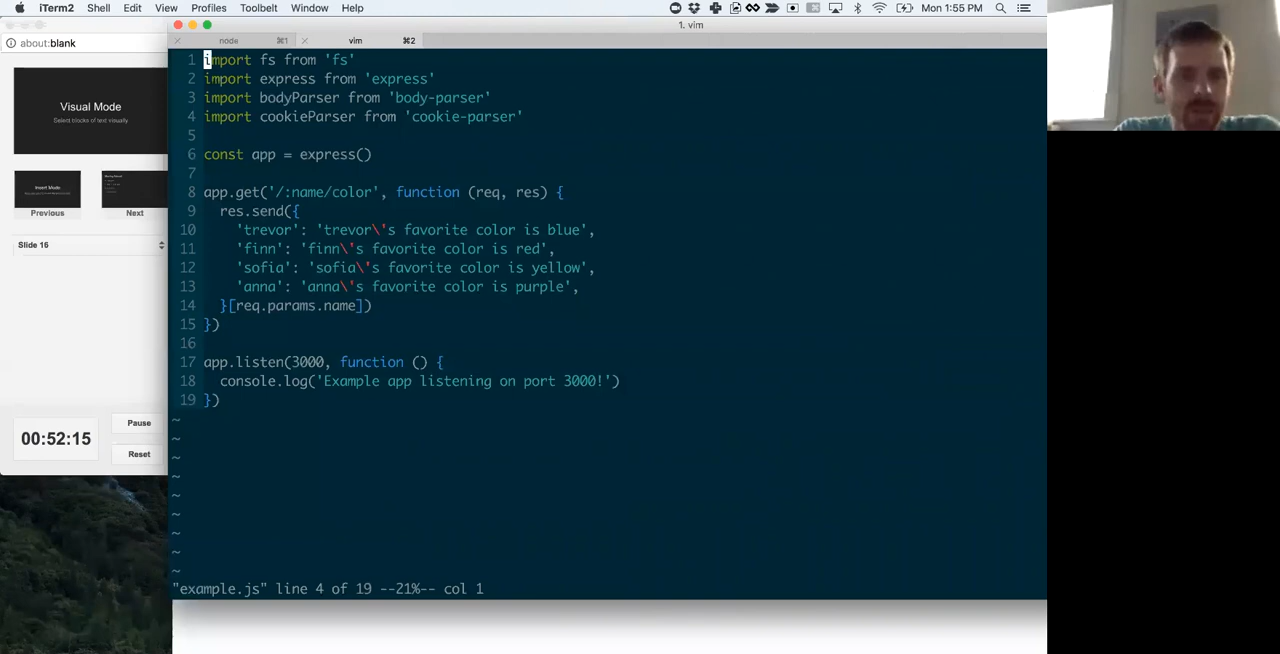 iTerm2 Shell Edit View Profiles Toolbelt Window Help Mon 1:55 PM
about:blank
Visual Mode
Select blocks of text visually
Insert Mode
Previous
Next
Slide 16
00:52:15
Pause
Reset
1. vim
node ⌘1 vim ⌘2
1 import fs from 'fs'
2 import express from 'express'
3 import bodyParser from 'body-parser'
4 import cookieParser from 'cookie-parser'
5
6 const app = express()
7
8 app.get('/:name/color', function (req, res) {
9 res.send({
10 'trevor': 'trevor\'s favorite color is blue',
11 'finn': 'finn\'s favorite color is red',
12 'sofia': 'sofia\'s favorite color is yellow',
13 'anna': 'anna\'s favorite color is purple',
14 }[req.params.name])
15 })
16
17 app.listen(3000, function () {
18 console.log('Example app listening on port 3000!')
19 })
~
~
~
~
~
~
~
~
~
"example.js" line 4 of 19 --21%-- col 1